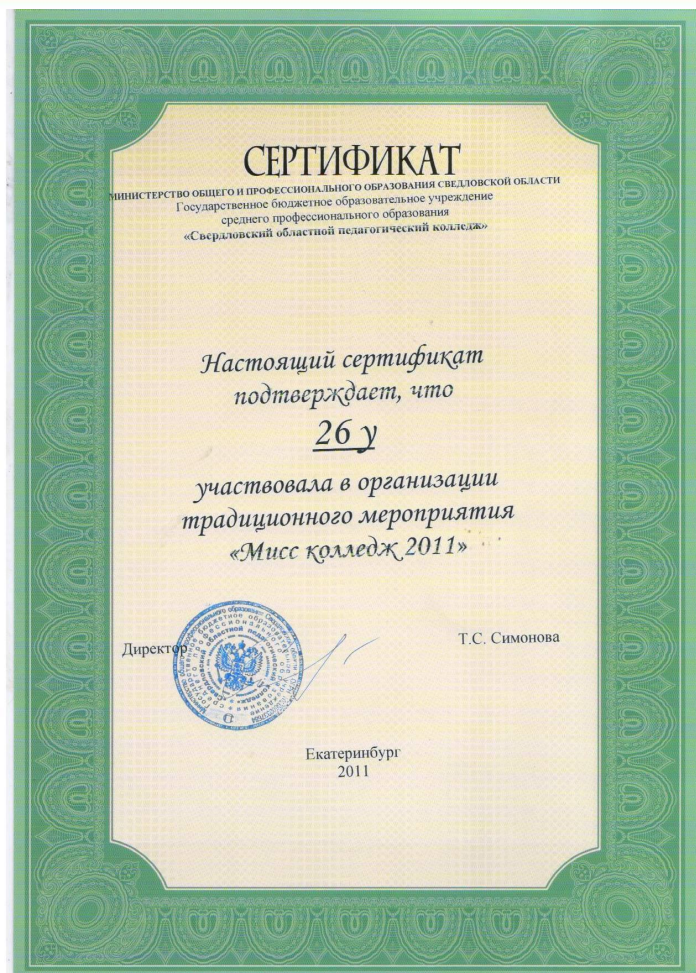 СЕРТИФИКАТ
МИНИСТЕРСТВО ОБЩЕГО И ПРОФЕССИОНАЛЬНОГО ОБРАЗОВАНИЯ СВЕДЛОВСКОЙ ОБЛАСТИ
Государственное бюджетное образовательное учреждение
среднего профессионального образования
«Свердловский областной педагогический колледж»
Настоящий сертификат
подтверждает, что
26 у
участвовала в организации
традиционного мероприятия
«Мисс колледж 2011»
Директор
Т.С. Симонова
Екатеринбург
2011